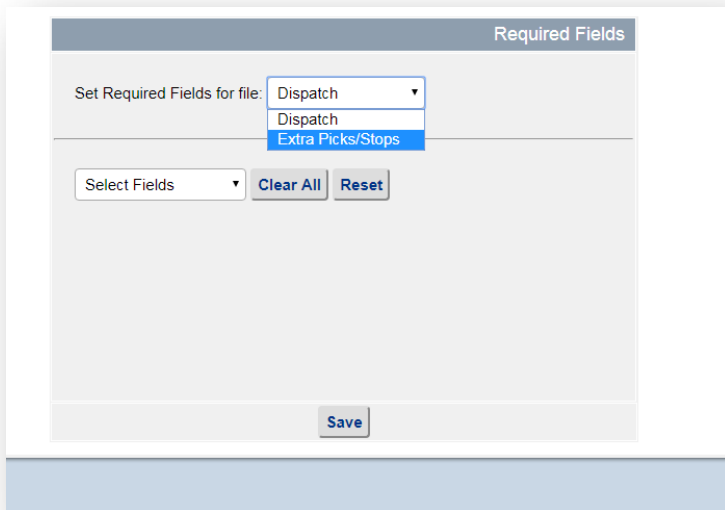 Required Fields
Set Required Fields for file: Dispatch
Dispatch
Extra Picks/Stops
Select Fields Clear All Reset
Save